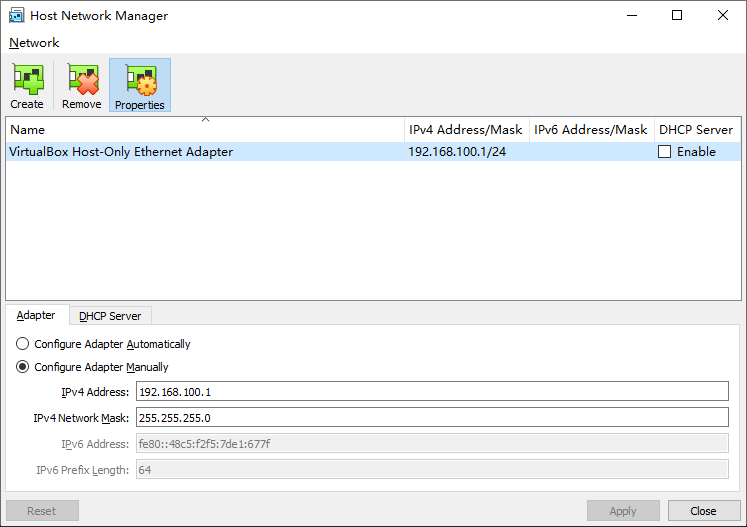 Host Network Manager
Network
Create Remove Properties
Name IPv4 Address/Mask IPv6 Address/Mask DHCP Server
VirtualBox Host-Only Ethernet Adapter 192.168.100.1/24 Enable
Adapter DHCP Server
Configure Adapter Automatically
Configure Adapter Manually
IPv4 Address: 192.168.100.1
IPv4 Network Mask: 255.255.255.0
IPv6 Address: fe80::48c5:f2f5:7de1:677f
IPv6 Prefix Length: 64
Reset Apply Close